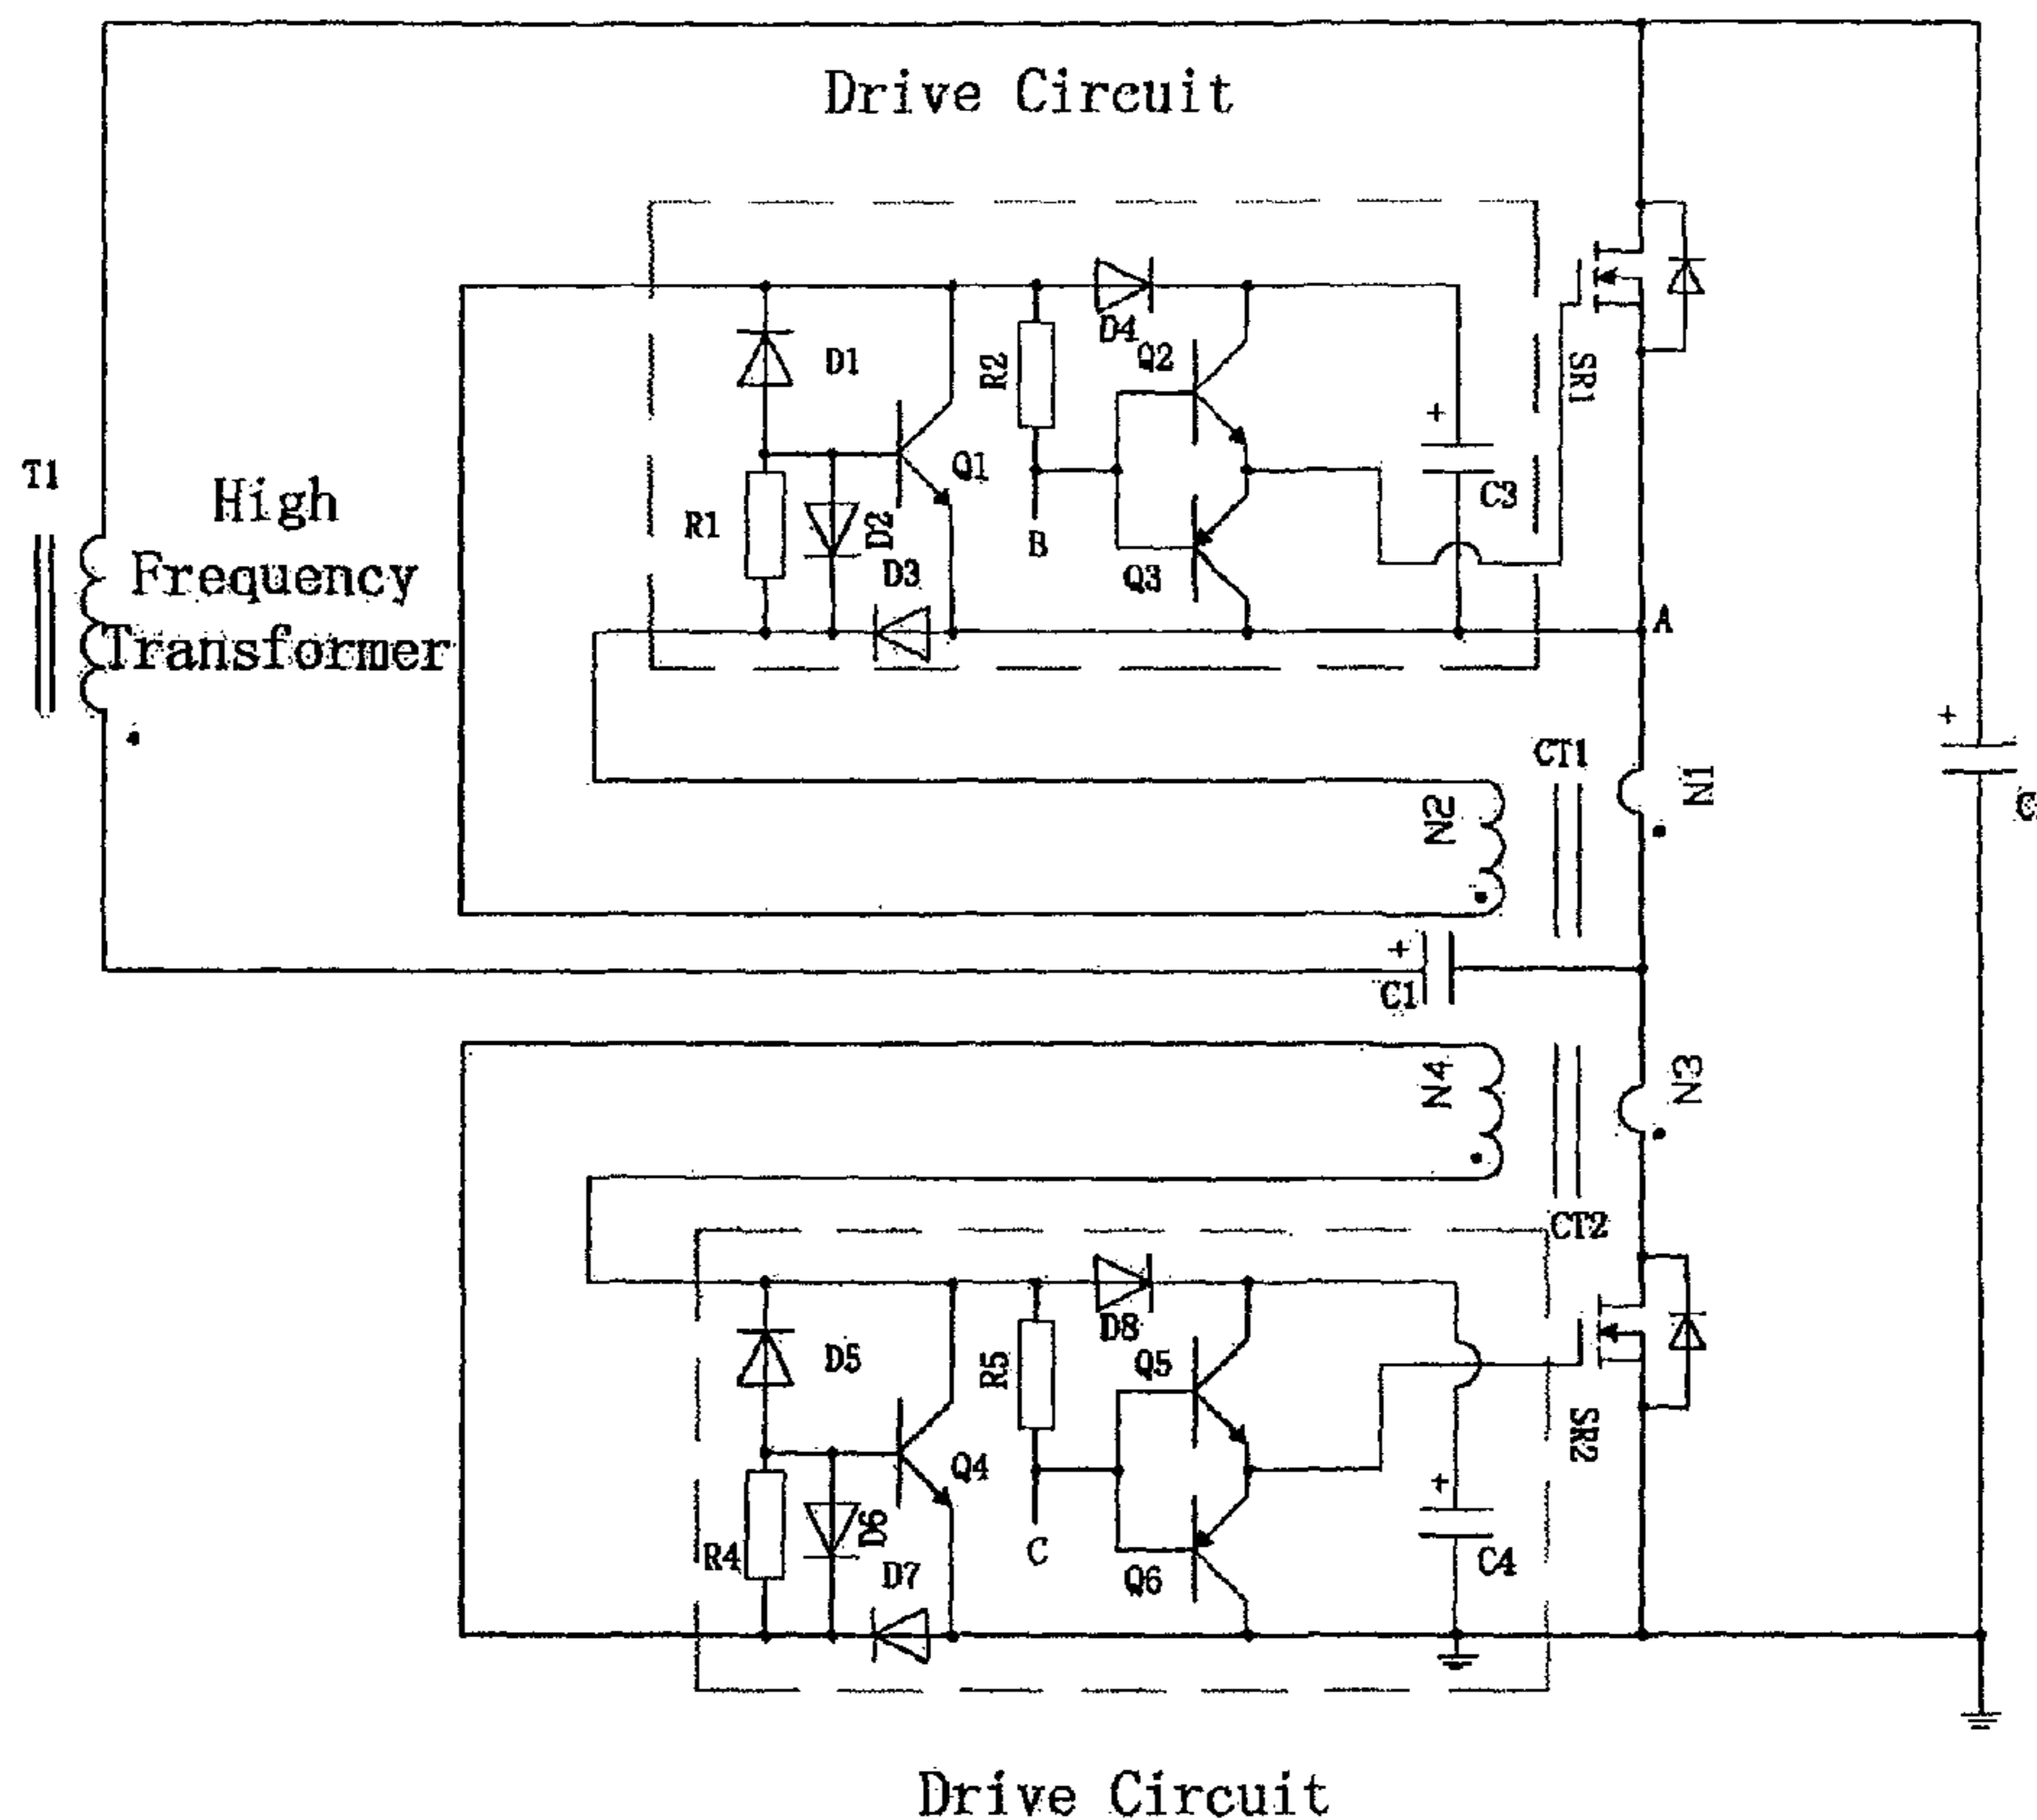 Drive Circuit
T1
High
Frequency
Transformer
D1
R1
D2
D3
Q1
R2
B
D4
Q2
Q3
+
C3
SR1
A
CT1
N1
N2
+
C1
+
N4
N3
CT2
D5
R4
D6
D7
Q4
R5
C
D8
Q5
Q6
+
C4
SR2
Drive Circuit